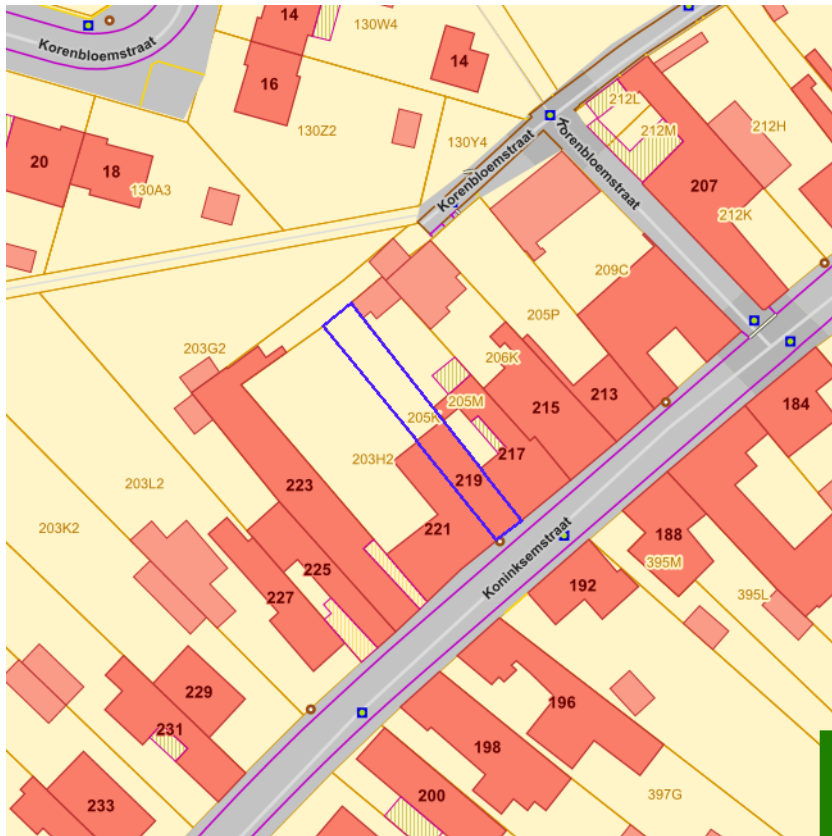 14
130W4
Korenbloemstraat
14
16
212L
130Z2
130Y4
212M
212H
Korenbloemstraat
20
18
130A3
Korenbloemstraat
207
212K
209C
205P
203G2
206K
213
184
205M
215
205K
217
203H2
219
223
203L2
221
188
203K2
Koninksemstraat
395M
225
192
395L
227
229
196
231
198
200
397G
233